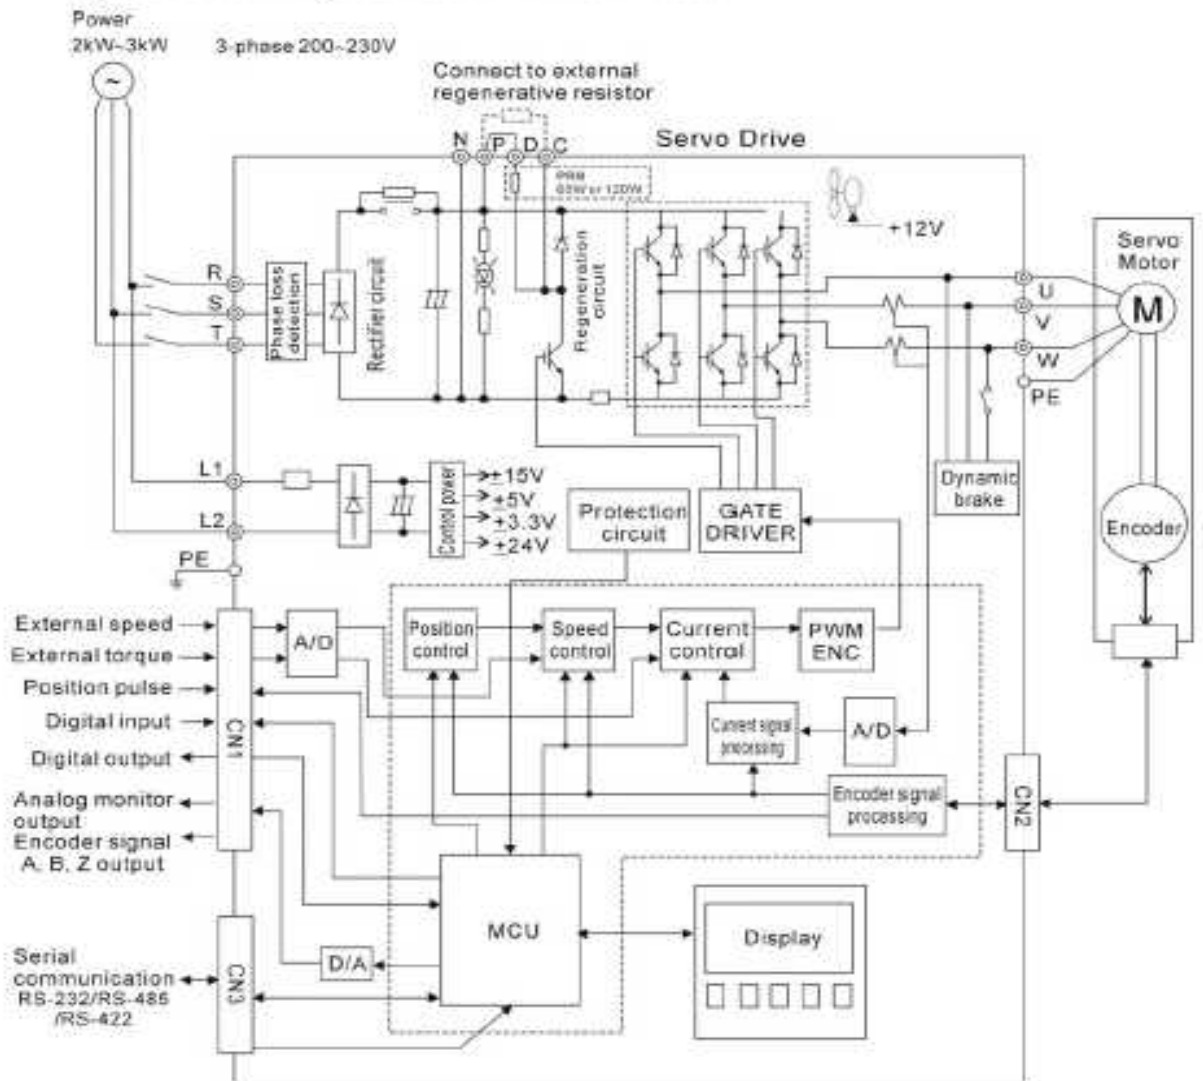 Power
2kW~3kW
3-phase 200~230V
Connect to external
regenerative resistor
N
P
D
C
Servo Drive
PRB
60W or 120W
+12V
Servo
Motor
R
S
T
Phase loss
detection
Rectifier circuit
Regeneration
circuit
U
V
W
PE
M
L1
L2
PE
Control power
+15V
+5V
+3.3V
+24V
Protection
circuit
GATE
DRIVER
Dynamic
brake
Encoder
External speed
External torque
Position pulse
Digital input
Digital output
Analog monitor
output
Encoder signal
A, B, Z output
CN1
A/D
Position
control
Speed
control
Current
control
PWM
ENC
Current signal
processing
A/D
Encoder signal
processing
CN2
MCU
Display
D/A
Serial
communication
RS-232/RS-485
/RS-422
CN3